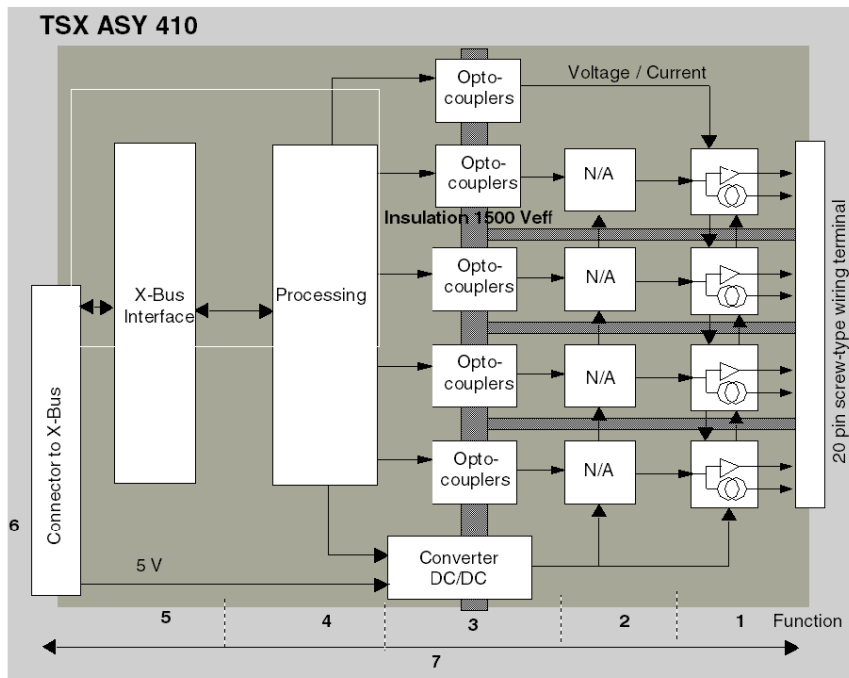 TSX ASY 410
Opto-
couplers
Voltage / Current
Opto-
couplers
N/A
Insulation 1500 Veff
Opto-
couplers
N/A
X-Bus
Interface
Processing
Opto-
couplers
N/A
Opto-
couplers
N/A
Connector to X-Bus
20 pin screw-type wiring terminal
6
5 V
Converter
DC/DC
5
4
3
2
1
Function
7